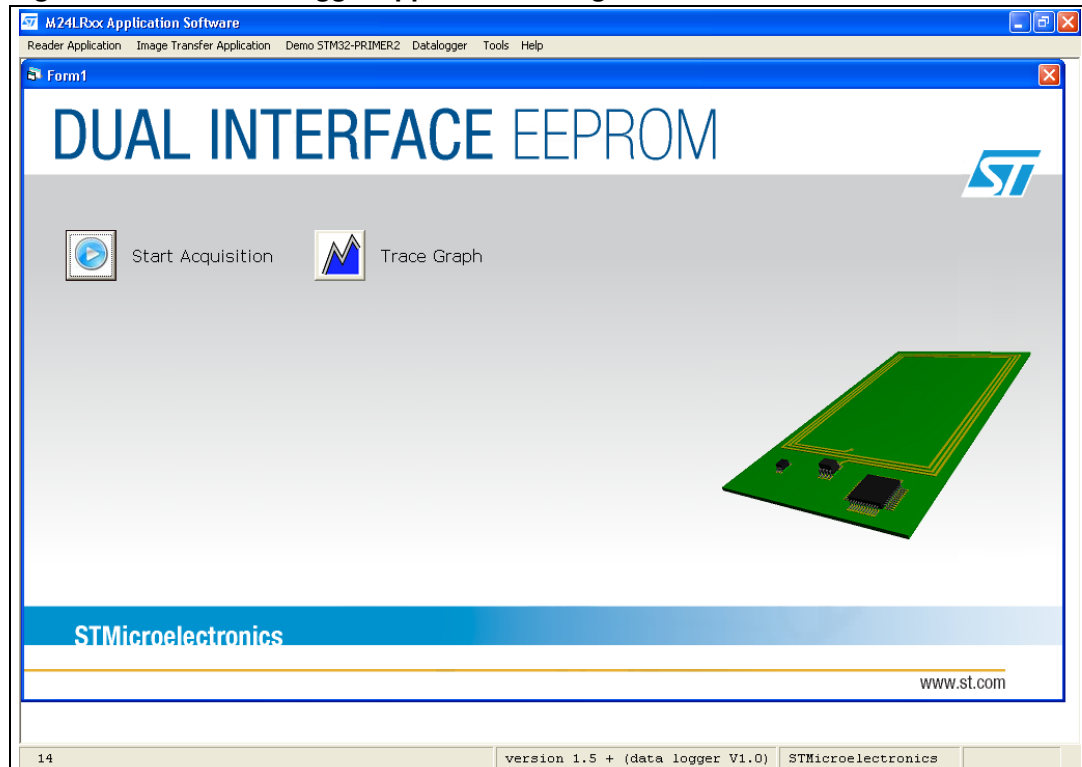 M24LRxx Application Software
Reader Application Image Transfer Application Demo STM32-PRIMER2 Datalogger Tools Help
Form1
DUAL INTERFACE EEPROM
ST
Start Acquisition Trace Graph
STMicroelectronics
www.st.com
14 version 1.5 + (data logger V1.0) STMicroelectronics